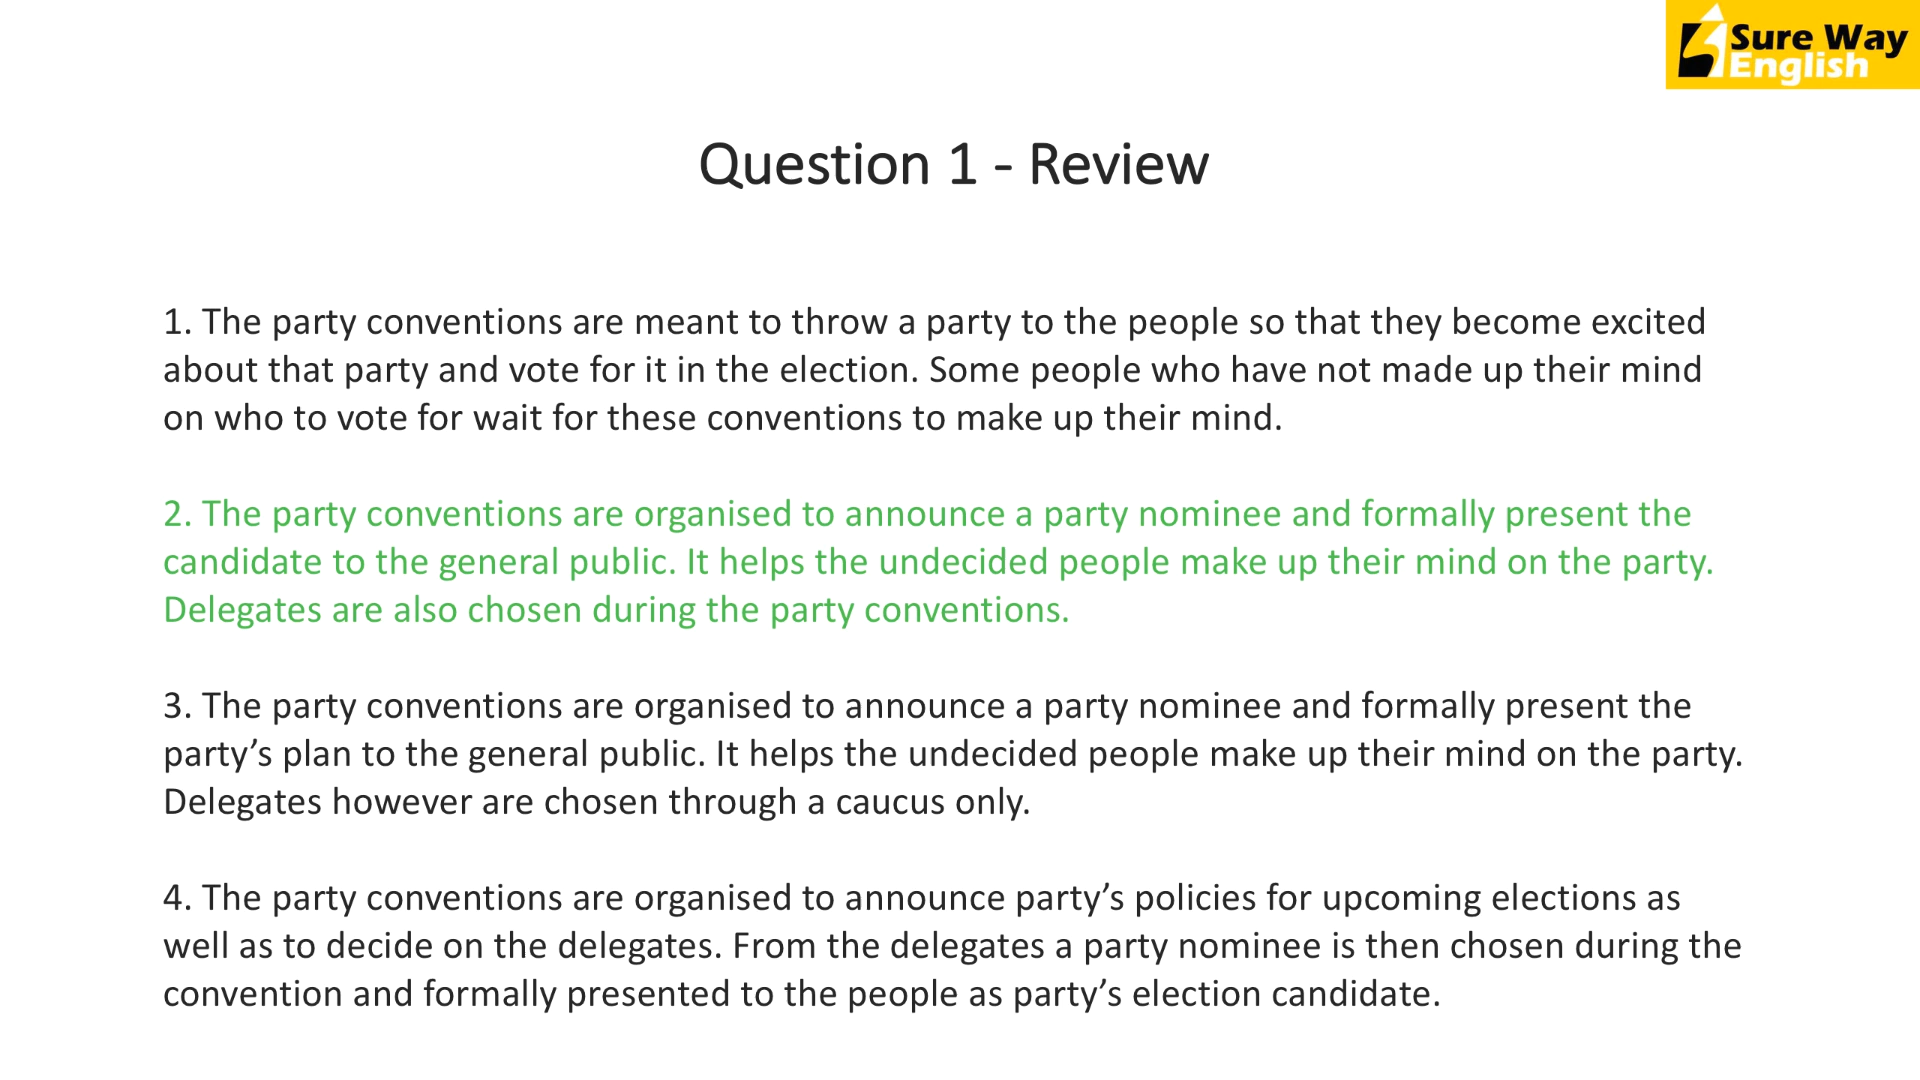 Sure Way
English
Question 1 - Review
1. The party conventions are meant to throw a party to the people so that they become excited
about that party and vote for it in the election. Some people who have not made up their mind
on who to vote for wait for these conventions to make up their mind.
2. The party conventions are organised to announce a party nominee and formally present the
candidate to the general public. It helps the undecided people make up their mind on the party.
Delegates are also chosen during the party conventions.
3. The party conventions are organised to announce a party nominee and formally present the
party’s plan to the general public. It helps the undecided people make up their mind on the party.
Delegates however are chosen through a caucus only.
4. The party conventions are organised to announce party’s policies for upcoming elections as
well as to decide on the delegates. From the delegates a party nominee is then chosen during the
convention and formally presented to the people as party’s election candidate.